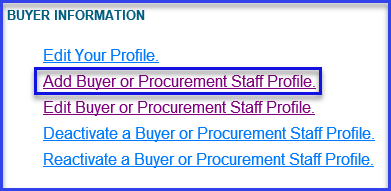 BUYER INFORMATION
Edit Your Profile.
Add Buyer or Procurement Staff Profile.
Edit Buyer or Procurement Staff Profile.
Deactivate a Buyer or Procurement Staff Profile.
Reactivate a Buyer or Procurement Staff Profile.